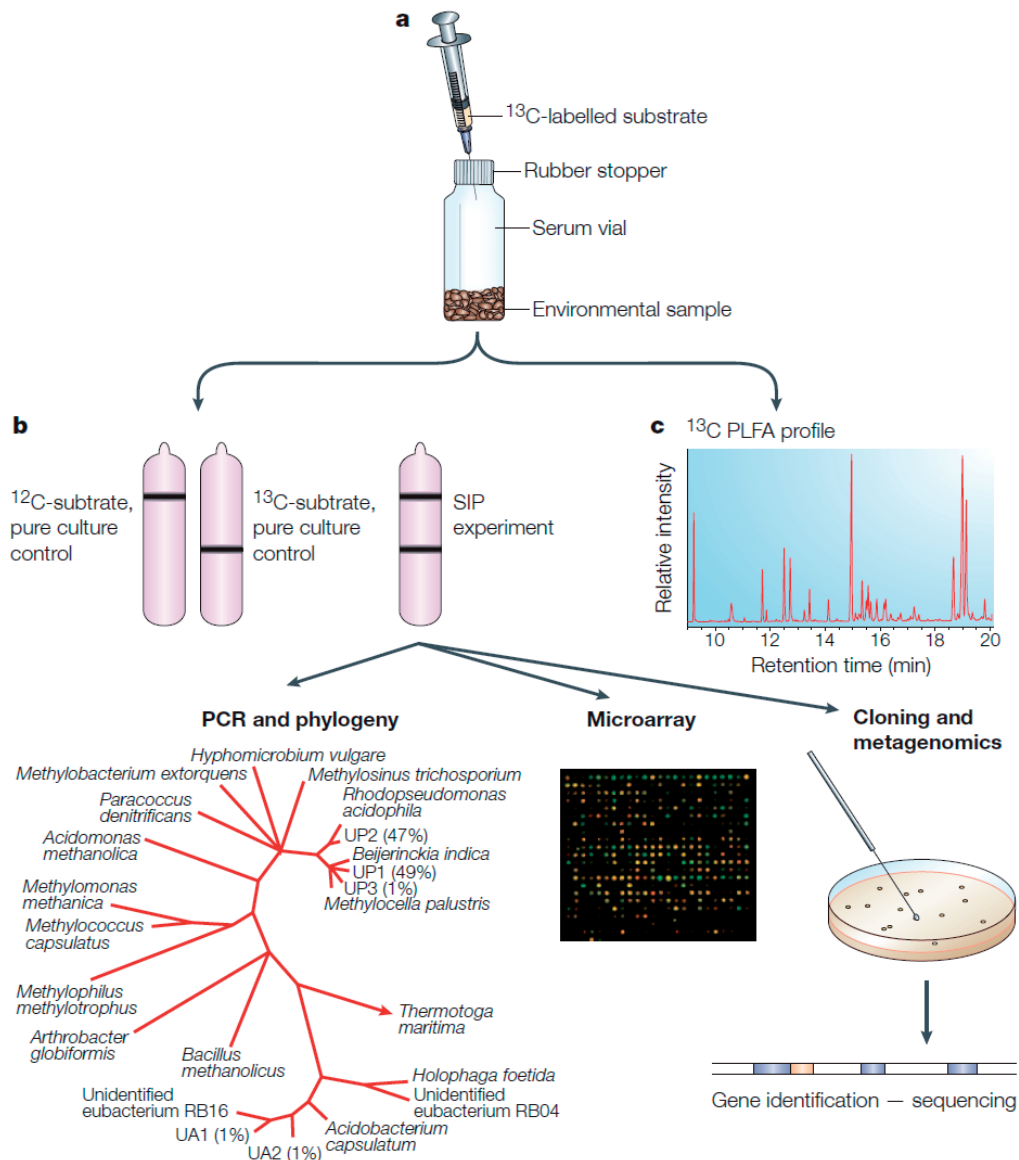 a
¹³C-labelled substrate
Rubber stopper
Serum vial
Environmental sample
b
¹²C-subtrate,
pure culture
control
¹³C-subtrate,
pure culture
control
SIP
experiment
c
¹³C PLFA profile
Relative intensity
10 12 14 16 18 20
Retention time (min)
PCR and phylogeny
Hyphomicrobium vulgare
Methylobacterium extorquens
Methylosinus trichosporium
Paracoccus
denitrificans
Rhodopseudomonas
acidophila
Acidomonas
methanolica
UP2 (47%)
Beijerinckia indica
UP1 (49%)
UP3 (1%)
Methylocella palustris
Methylomonas
methanica
Methylococcus
capsulatus
Methylophilus
methylotrophus
Arthrobacter
globiformis
Bacillus
methanolicus
Thermotoga
maritima
Unidentified
eubacterium RB16
UA1 (1%)
UA2 (1%)
Holophaga foetida
Unidentified
eubacterium RB04
Acidobacterium
capsulatum
Microarray
Cloning and
metagenomics
Gene identification — sequencing